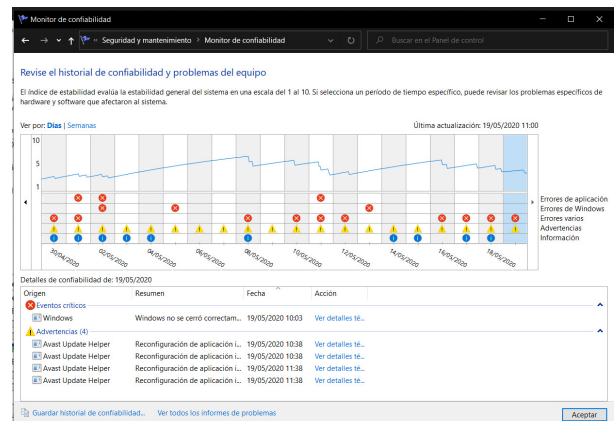 Monitor de confiabilidad
« Seguridad y mantenimiento > Monitor de confiabilidad
Buscar en el Panel de control
Revise el historial de confiabilidad y problemas del equipo
El índice de estabilidad evalúa la estabilidad general del sistema en una escala del 1 al 10. Si selecciona un período de tiempo específico, puede revisar los problemas específicos de
hardware y software que afectaron al sistema.
Ver por: Días | Semanas
Última actualización: 19/05/2020 11:00
10
5
1
Errores de aplicación
Errores de Windows
Errores varios
Advertencias
Información
30/04/2020 02/05/2020 04/05/2020 06/05/2020 08/05/2020 10/05/2020 12/05/2020 14/05/2020 16/05/2020 18/05/2020
Detalles de confiabilidad de: 19/05/2020
Origen Resumen Fecha Acción
Eventos críticos
Windows Windows no se cerró correctam... 19/05/2020 10:03 Ver detalles té...
Advertencias (4)
Avast Update Helper Reconfiguración de aplicación i... 19/05/2020 10:38 Ver detalles té...
Avast Update Helper Reconfiguración de aplicación i... 19/05/2020 10:38 Ver detalles té...
Avast Update Helper Reconfiguración de aplicación i... 19/05/2020 11:38 Ver detalles té...
Avast Update Helper Reconfiguración de aplicación i... 19/05/2020 11:38 Ver detalles té...
Guardar historial de confiabilidad... Ver todos los informes de problemas
Aceptar